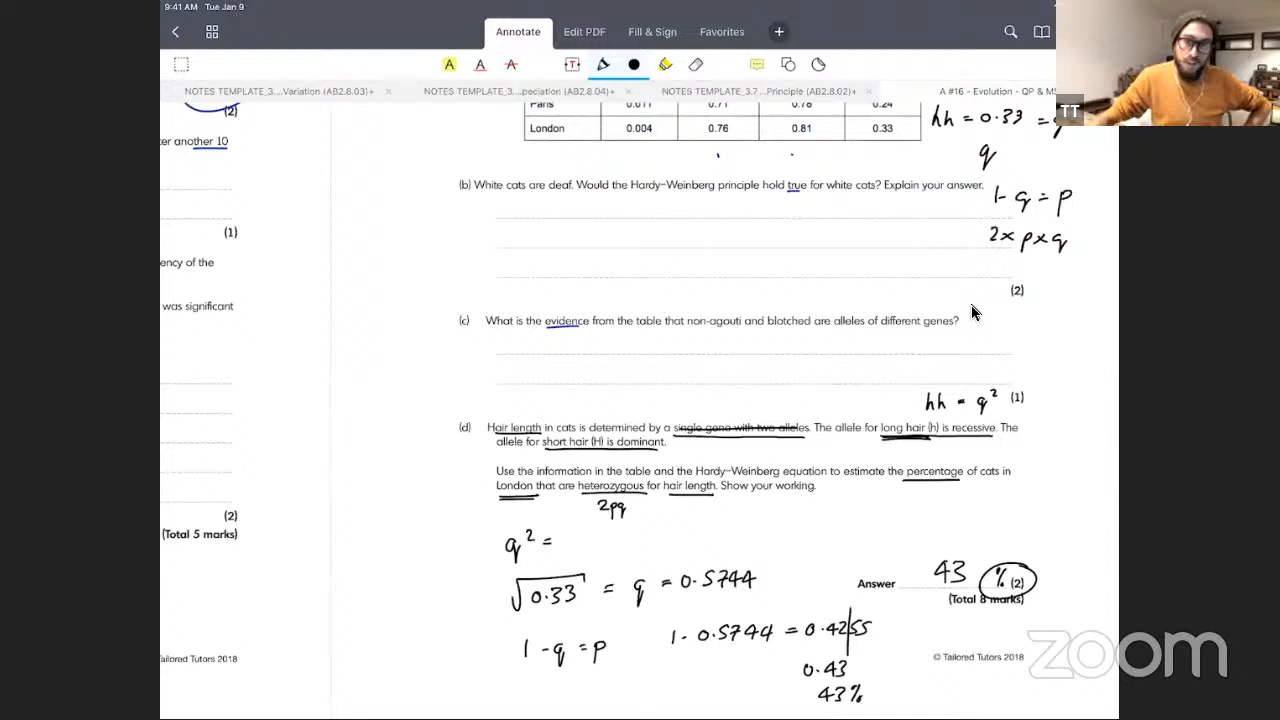 9:41 AM Tue Jan 9
Annotate Edit PDF Fill & Sign Favorites
NOTES TEMPLATE_3....Variation (AB2.8.03)+ × NOTES TEMPLATE_3....peciation (AB2.8.04)+ × NOTES TEMPLATE_3.7....Principle (AB2.8.02)+ × A #16 - Evolution - QP & MS
TT
(2)
er another 10
(1)
ency of the
was significant
(2)
(Total 5 marks)
Tailored Tutors 2018
Paris 0.011 0.71 0.78 0.24
London 0.004 0.76 0.81 0.33
hh = 0.33 =
q
1 - q = p
2 × p × q
(b) White cats are deaf. Would the Hardy-Weinberg principle hold true for white cats? Explain your answer.
(2)
(c) What is the evidence from the table that non-agouti and blotched are alleles of different genes?
hh = q² (1)
(d) Hair length in cats is determined by a single gene with two alleles. The allele for long hair (h) is recessive. The
allele for short hair (H) is dominant.
Use the information in the table and the Hardy-Weinberg equation to estimate the percentage of cats in
London that are heterozygous for hair length. Show your working.
2pq
q² =
√0.33 = q = 0.5744
Answer 43 % (2)
(Total 8 marks)
1 - q = p 1 - 0.5744 = 0.4255
0.43
43%
© Tailored Tutors 2018
zoom